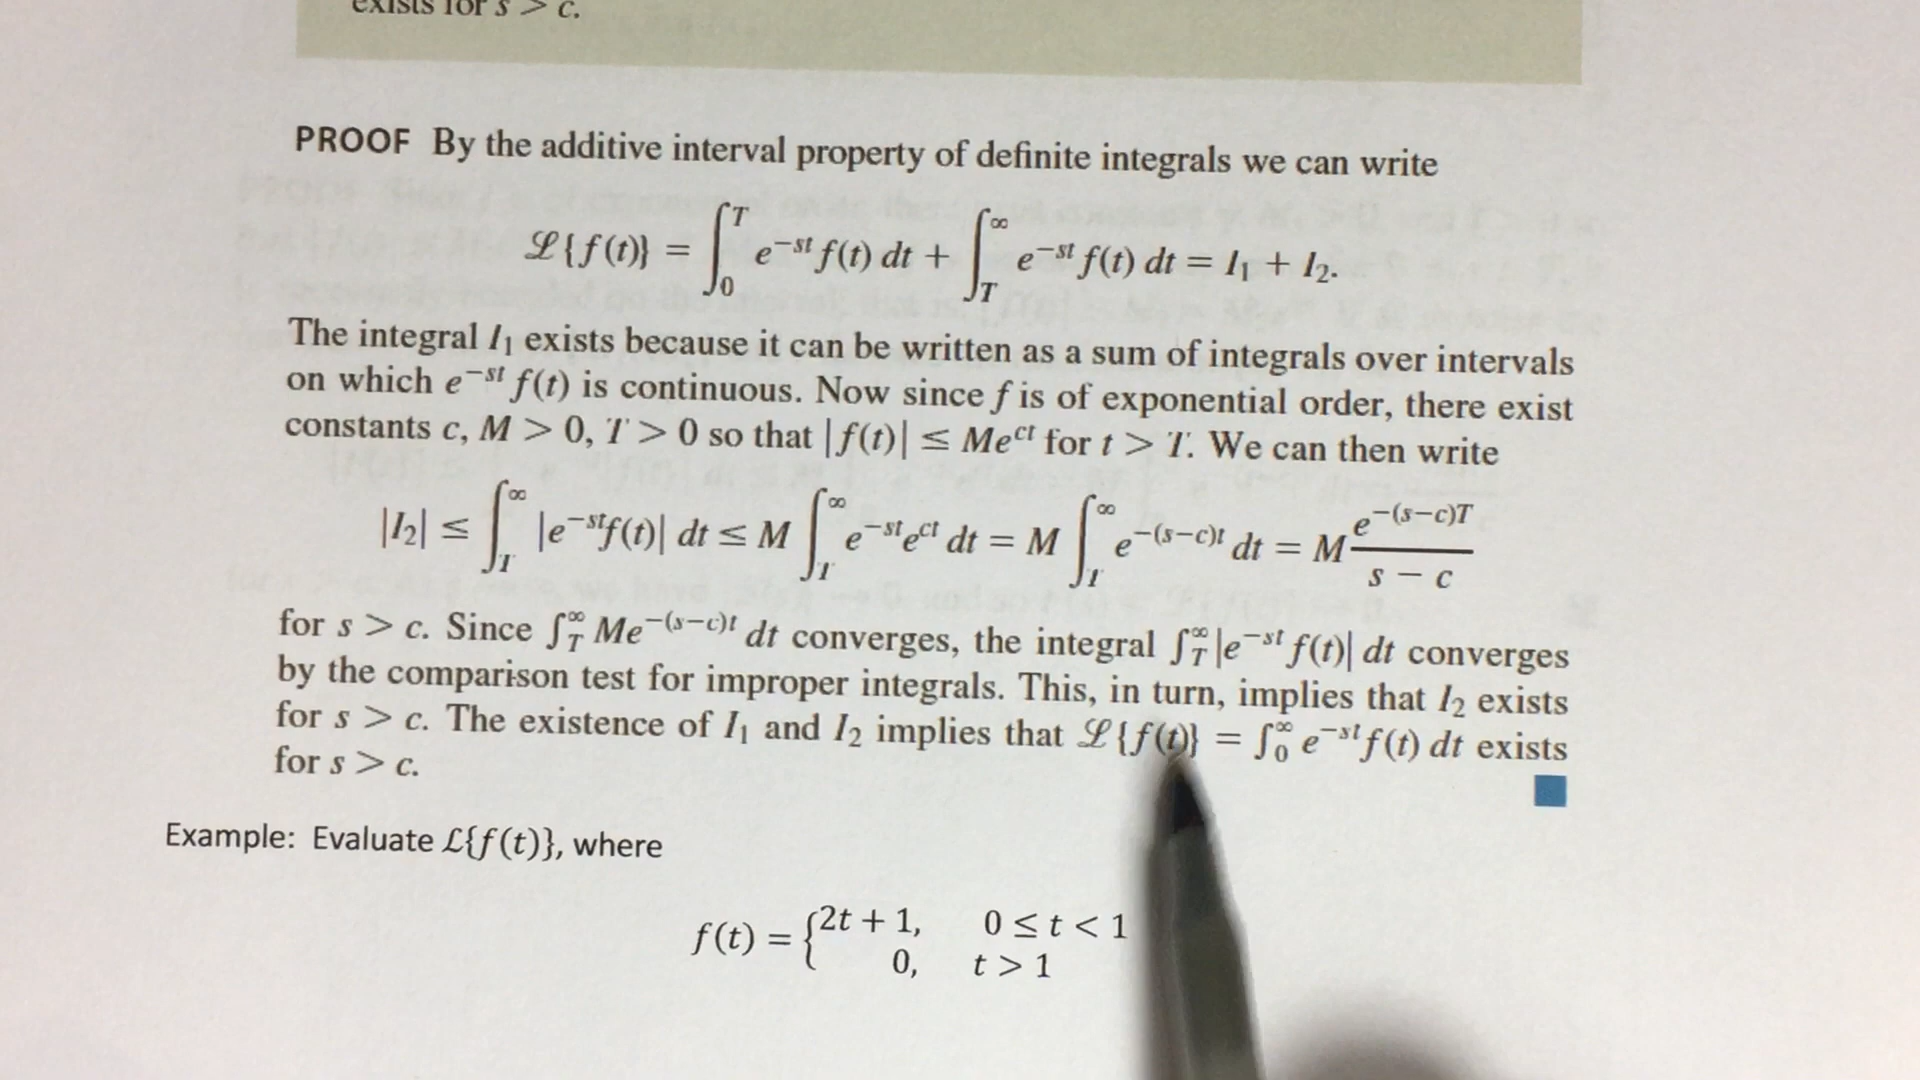 exists for s > c.
PROOF By the additive interval property of definite integrals we can write
ℒ{f(t)} = ∫₀ᵀ e^{−st} f(t) dt + ∫_T^∞ e^{−st} f(t) dt = I₁ + I₂.
The integral I₁ exists because it can be written as a sum of integrals over intervals
on which e^{−st} f(t) is continuous. Now since f is of exponential order, there exist
constants c, M > 0, T > 0 so that |f(t)| ≤ Me^{ct} for t > T. We can then write
|I₂| ≤ ∫_T^∞ |e^{−st}f(t)| dt ≤ M ∫_T^∞ e^{−st}e^{ct} dt = M ∫_T^∞ e^{−(s−c)t} dt = M e^{−(s−c)T} / (s − c)
for s > c. Since ∫_T^∞ Me^{−(s−c)t} dt converges, the integral ∫_T^∞ |e^{−st} f(t)| dt converges
by the comparison test for improper integrals. This, in turn, implies that I₂ exists
for s > c. The existence of I₁ and I₂ implies that ℒ{f(t)} = ∫₀^∞ e^{−st}f(t) dt exists
for s > c.
Example: Evaluate ℒ{f(t)}, where
f(t) = { 2t + 1, 0 ≤ t < 1
0, t > 1